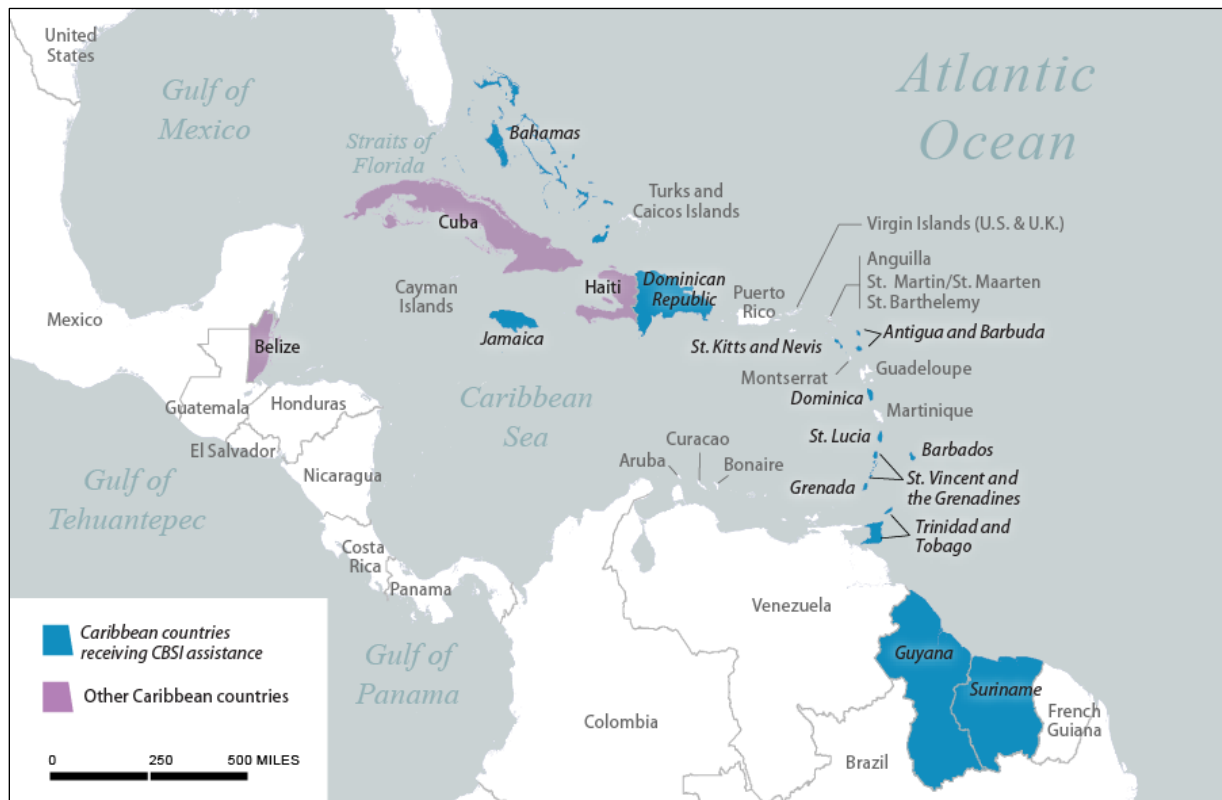 United
States
Gulf of
Mexico
Atlantic
Ocean
Straits of
Florida
Bahamas
Turks and
Caicos Islands
Cuba
Virgin Islands (U.S. & U.K.)
Anguilla
St. Martin/St. Maarten
St. Barthelemy
Cayman
Islands
Haiti
Dominican
Republic
Puerto
Rico
Mexico
Jamaica
Belize
St. Kitts and Nevis
Antigua and Barbuda
Montserrat
Guadeloupe
Guatemala
Honduras
Caribbean
Sea
Dominica
Martinique
El Salvador
Nicaragua
Curacao
Aruba
Bonaire
St. Lucia
Barbados
Grenada
St. Vincent and
the Grenadines
Gulf of
Tehuantepec
Trinidad and
Tobago
Costa
Rica
Panama
Venezuela
Caribbean countries
receiving CBSI assistance
Other Caribbean countries
Gulf of
Panama
Guyana
Suriname
French
Guiana
Colombia
Brazil
0 250 500 MILES